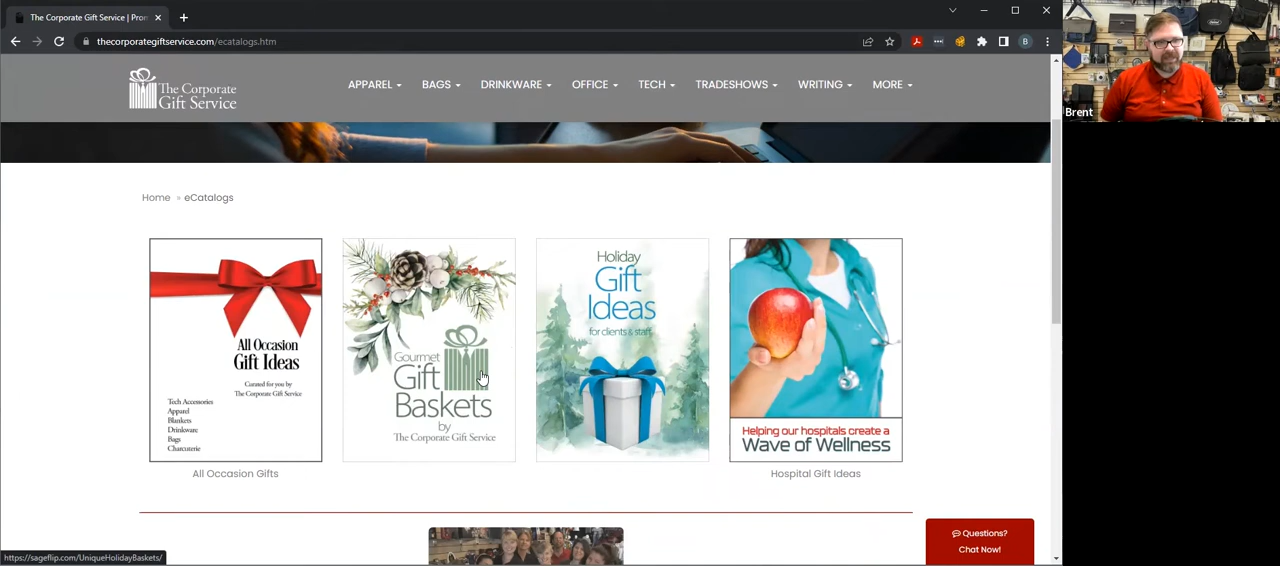 The Corporate Gift Service | Pron
thecorporategiftservice.com/ecatalogs.htm
B
Brent
The Corporate
Gift Service
APPAREL
BAGS
DRINKWARE
OFFICE
TECH
TRADESHOWS
WRITING
MORE
Home » eCatalogs
All Occasion
Gift Ideas
Curated for you by
The Corporate Gift Service
Tech Accessories
Apparel
Blankets
Drinkware
Bags
Charcuterie
Gourmet
Gift
Baskets
by
The Corporate Gift Service
Holiday
Gift
Ideas
for clients & staff
Helping our hospitals create a
Wave of Wellness
All Occasion Gifts
Hospital Gift Ideas
Questions?
Chat Now!
https://sageflip.com/UniqueHolidayBaskets/